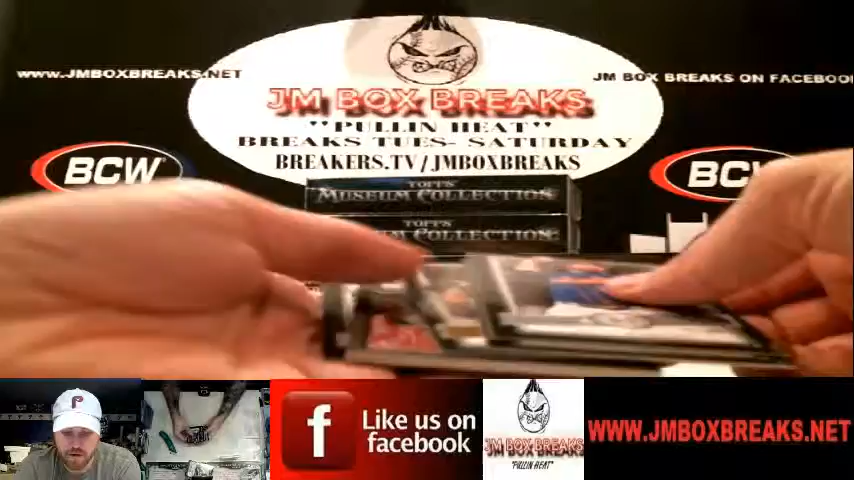 WWW.JMBOXBREAKS.NET
JM BOX BREAKS ON FACEBOO
JM BOX BREAKS
"PULLIN HEAT"
BREAKS TUES- SATURDAY
BREAKERS.TV/JMBOXBREAKS
BCW
BCW
TOPPS
MUSEUM COLLECTION
TOPPS
COLLECTION
P
f
Like us on
facebook
JM BOX BREAKS
"PULLIN HEAT"
WWW.JMBOXBREAKS.NET